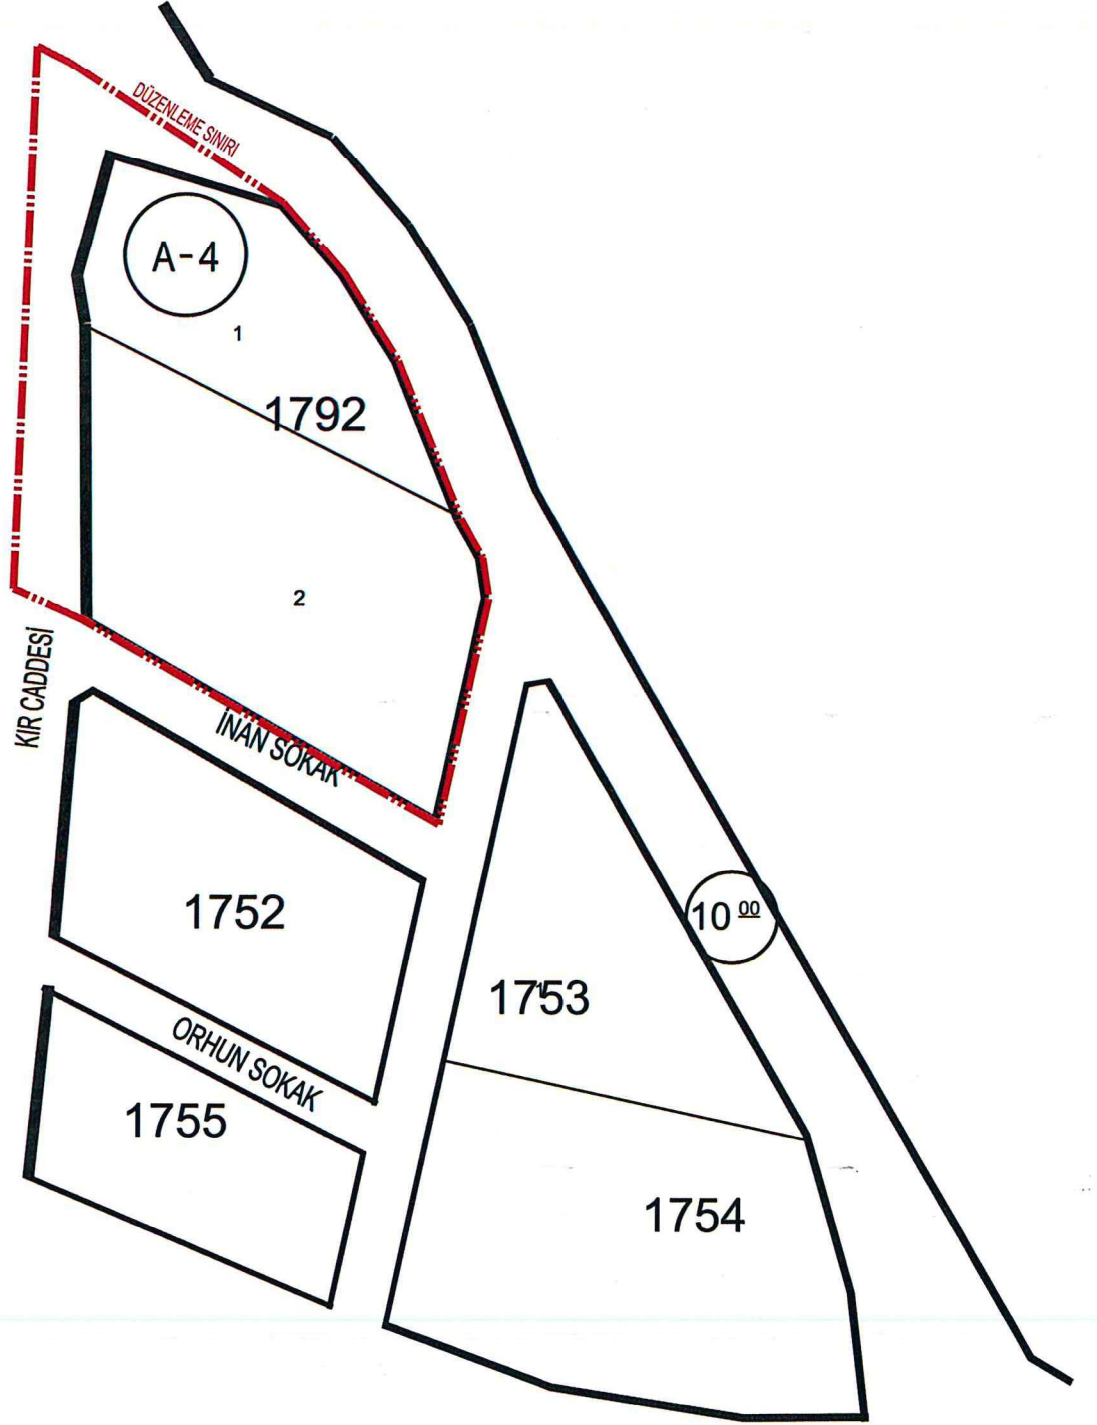 DÜZENLEME SINIRI
A-4
1
1792
2
KIR CADDESİ
İNAN SOKAK
1752
10 00
1753
ORHUN SOKAK
1755
1754